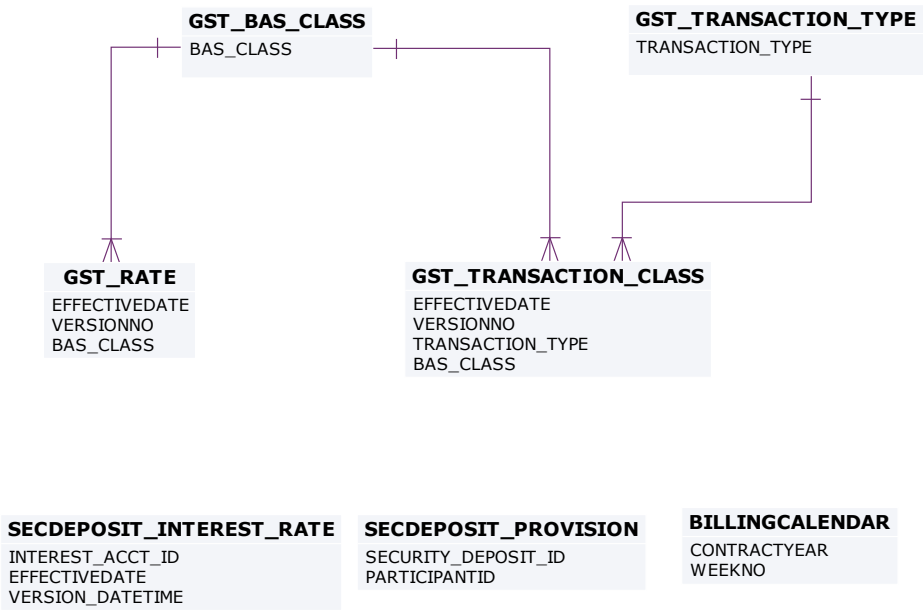 GST_BAS_CLASS
BAS_CLASS
GST_TRANSACTION_TYPE
TRANSACTION_TYPE
GST_RATE
EFFECTIVEDATE
VERSIONNO
BAS_CLASS
GST_TRANSACTION_CLASS
EFFECTIVEDATE
VERSIONNO
TRANSACTION_TYPE
BAS_CLASS
SECDEPOSIT_INTEREST_RATE
INTEREST_ACCT_ID
EFFECTIVEDATE
VERSION_DATETIME
SECDEPOSIT_PROVISION
SECURITY_DEPOSIT_ID
PARTICIPANTID
BILLINGCALENDAR
CONTRACTYEAR
WEEKNO